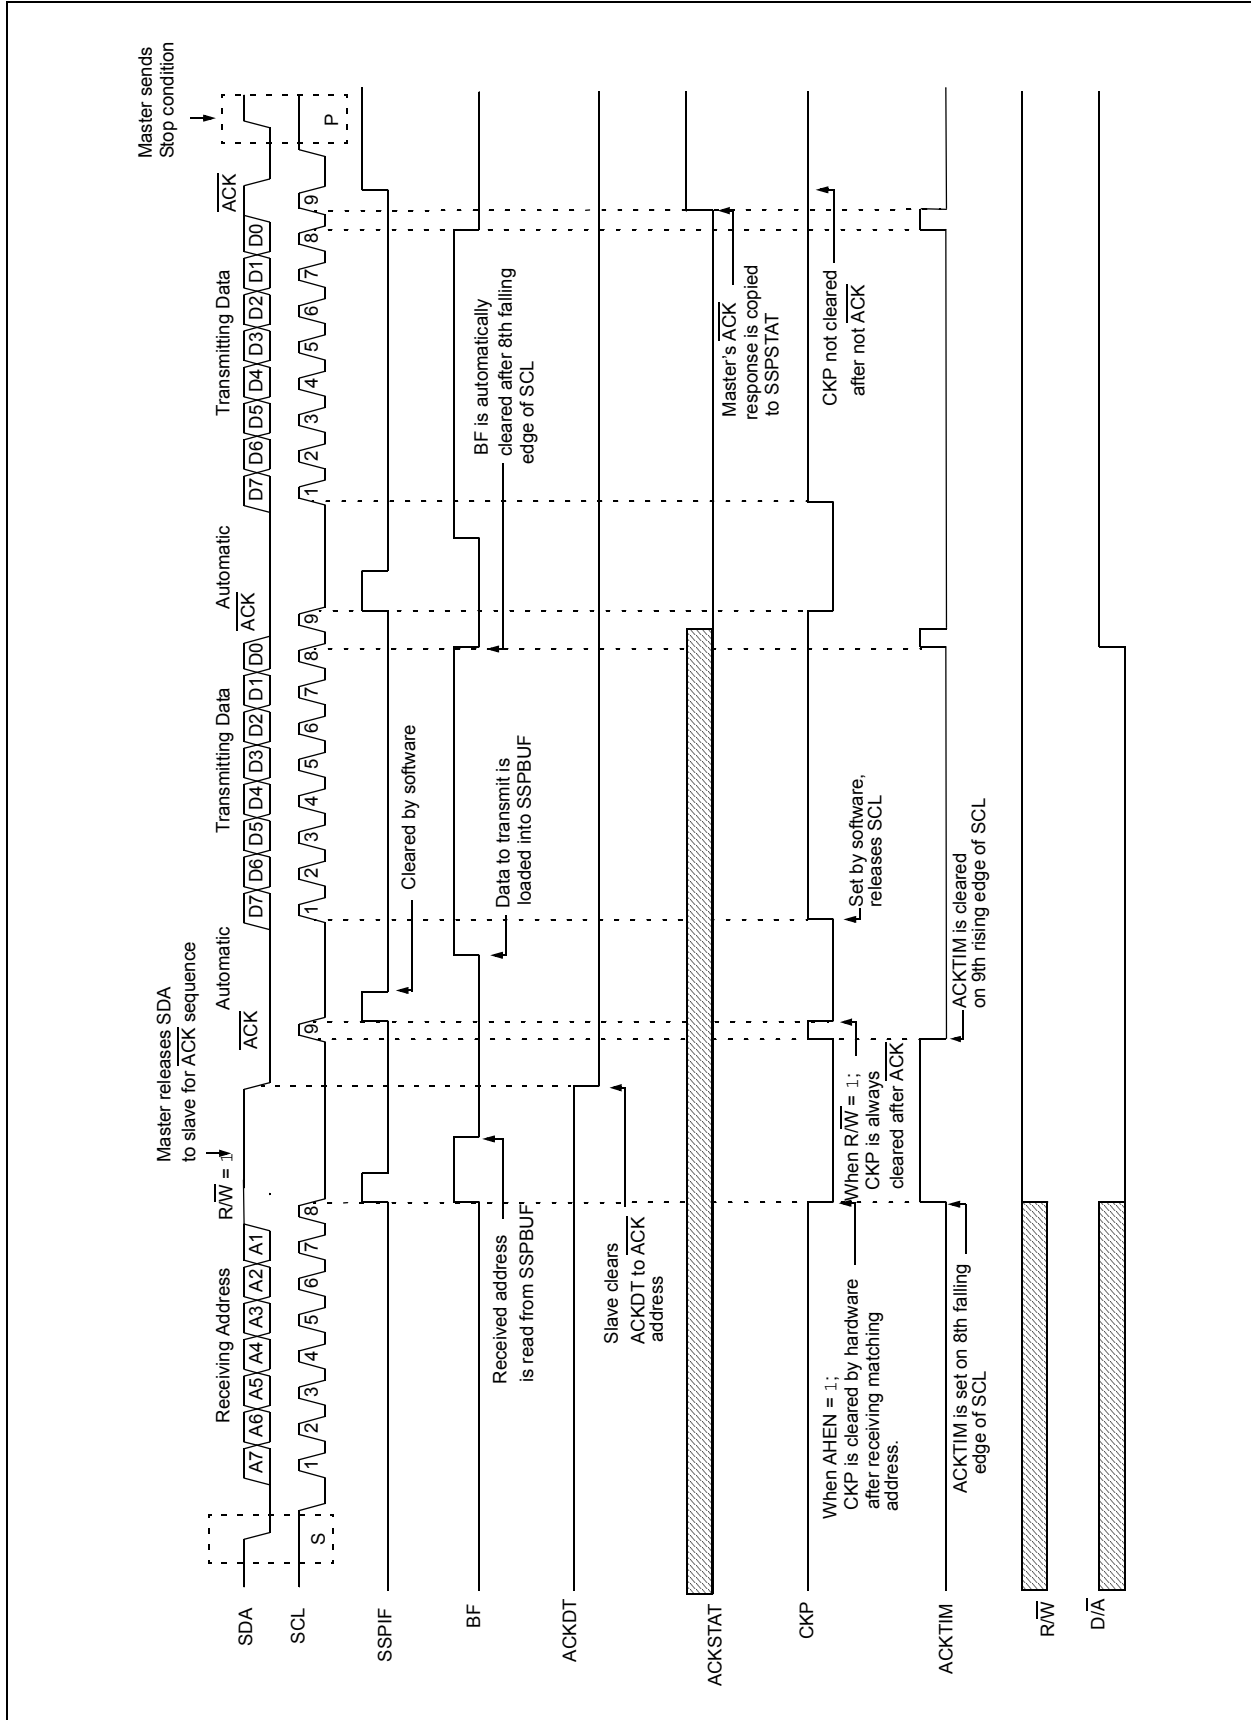 Master releases SDA
to slave for A̅C̅K̅ sequence
Master sends
Stop condition
Receiving Address
R/W̅ = 1
A̅C̅K̅
Automatic
Transmitting Data
A̅C̅K̅
Automatic
Transmitting Data
A̅C̅K̅
SDA
A7 A6 A5 A4 A3 A2 A1
D7 D6 D5 D4 D3 D2 D1 D0
D7 D6 D5 D4 D3 D2 D1 D0
SCL
S
1 2 3 4 5 6 7 8 9
1 2 3 4 5 6 7 8 9
1 2 3 4 5 6 7 8 9
P
SSPIF
Cleared by software
BF
Received address
is read from SSPBUF
Data to transmit is
loaded into SSPBUF
BF is automatically
cleared after 8th falling
edge of SCL
ACKDT
Slave clears
ACKDT to A̅C̅K̅
address
ACKSTAT
Master's A̅C̅K̅
response is copied
to SSPSTAT
CKP
When AHEN = 1;
CKP is cleared by hardware
after receiving matching
address.
When R/W̅ = 1;
CKP is always
cleared after A̅C̅K̅
Set by software,
releases SCL
CKP not cleared
after not A̅C̅K̅
ACKTIM
ACKTIM is set on 8th falling
edge of SCL
ACKTIM is cleared
on 9th rising edge of SCL
R/W̅
D/A̅